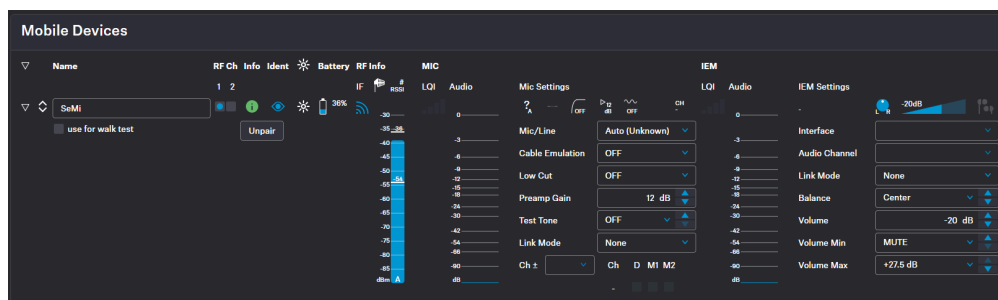 Mobile Devices
Name RF Ch Info Ident Battery RF Info MIC IEM
1 2 IF # RSSI LQI Audio Mic Settings LQI Audio IEM Settings
SeMi i 36% ? A -- OFF 12 dB OFF CH - - L R -20dB
use for walk test Unpair
-30 -35 -40 -45 -50 -55 -60 -65 -70 -75 -80 -85 dBm A
-36
-54
0 -3 -6 -9 -12 -15 -18 -24 -30 -42 -54 -66 -90 dB
Mic/Line Auto (Unknown)
Cable Emulation OFF
Low Cut OFF
Preamp Gain 12 dB
Test Tone OFF
Link Mode None
Ch ± Ch D M1 M2
-
0 -3 -6 -9 -12 -15 -18 -24 -30 -42 -54 -66 -90 dB
Interface
Audio Channel
Link Mode None
Balance Center
Volume -20 dB
Volume Min MUTE
Volume Max +27.5 dB